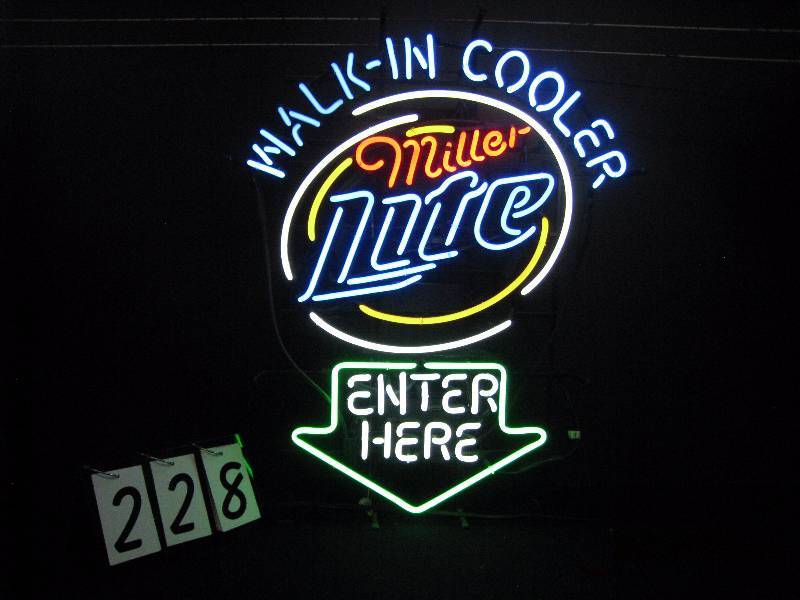 WALK-IN COOLER
Miller
Lite
ENTER
HERE
228